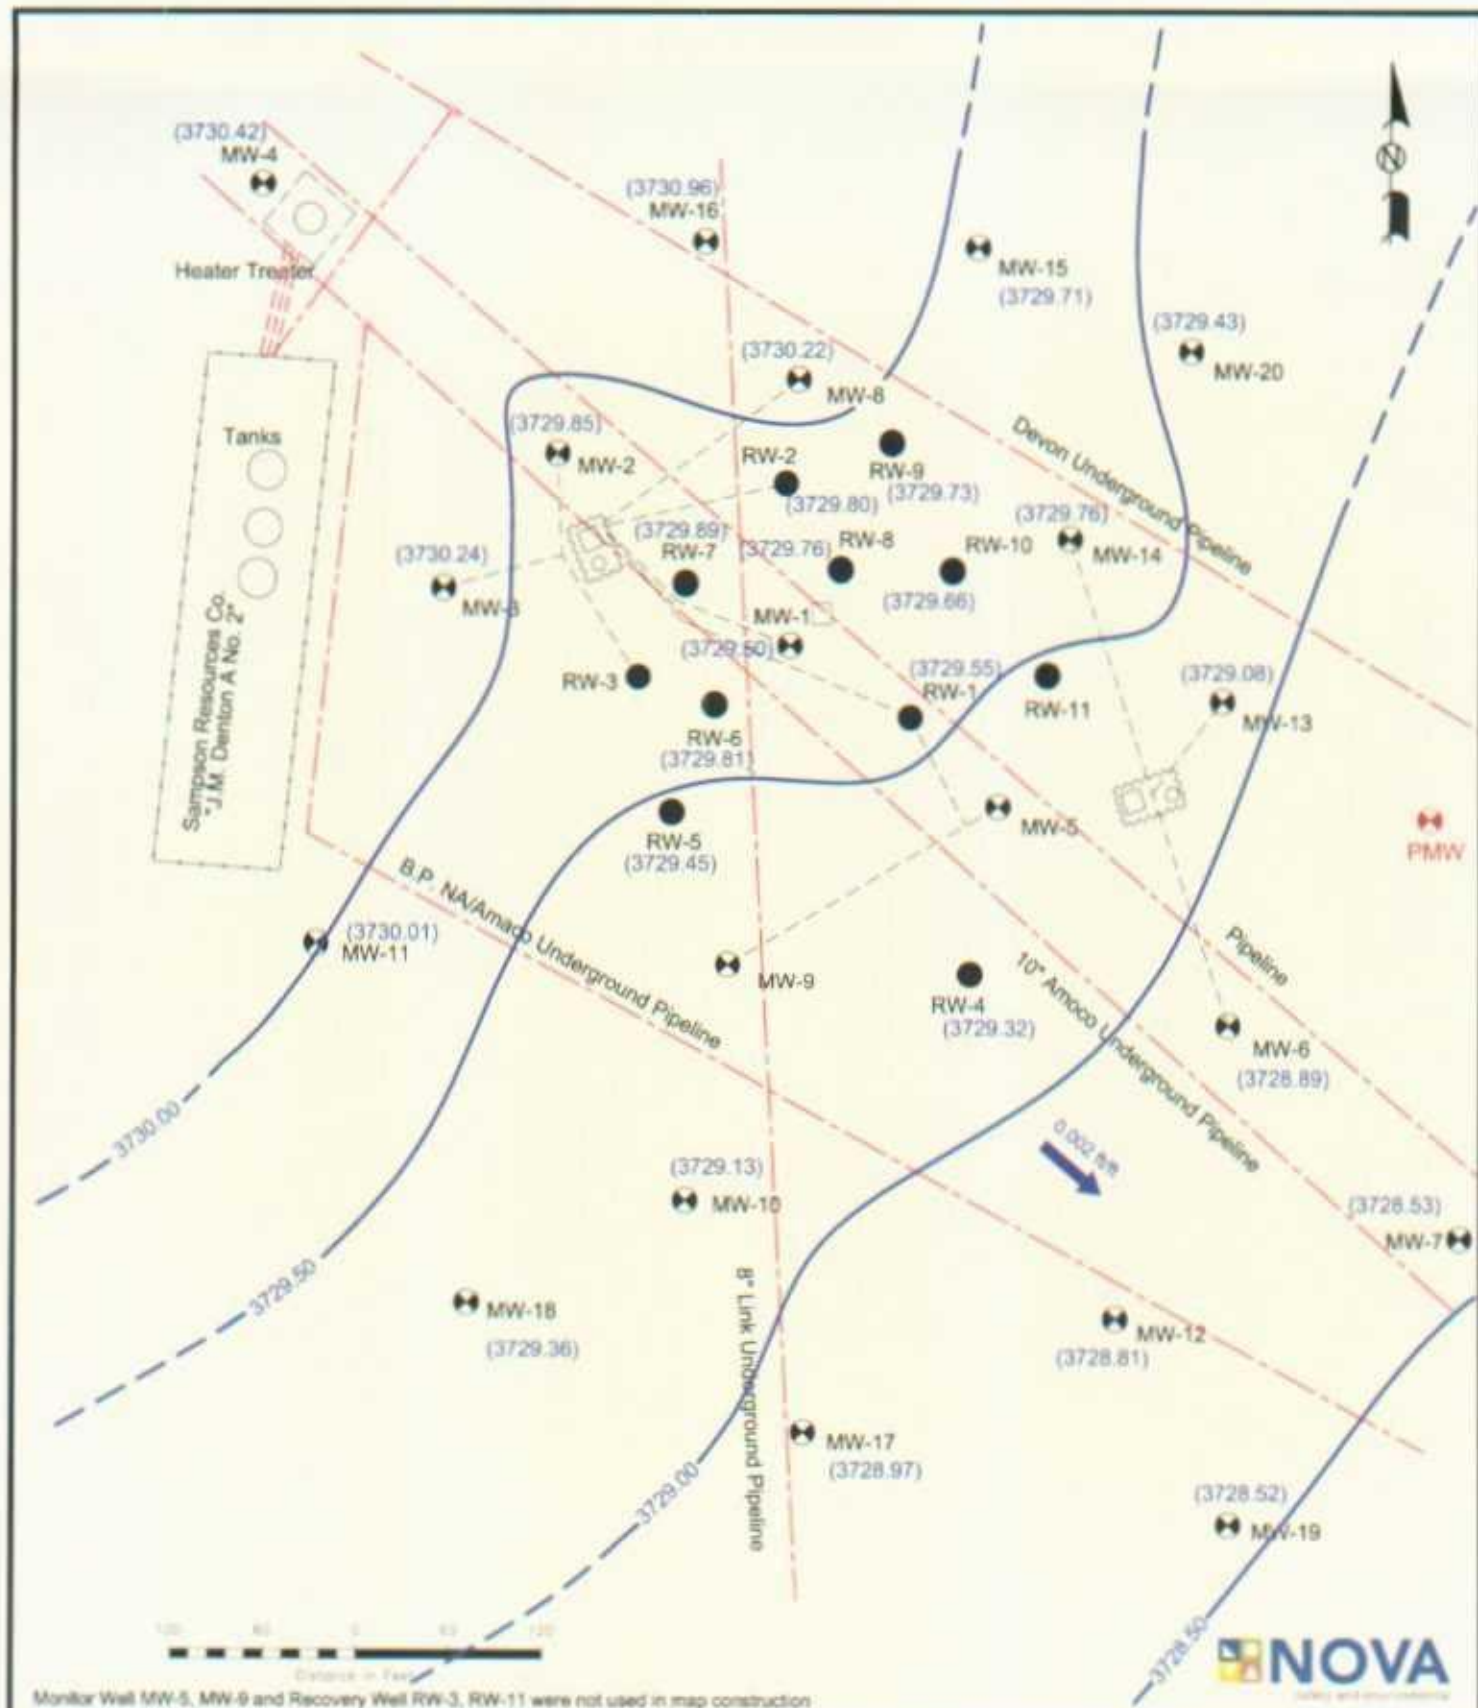 (3730.42)
MW-4
(3730.96)
MW-16
N
MW-15
(3729.71)
Heater Treater
(3729.43)
MW-20
(3730.22)
MW-8
(3729.85)
MW-2
Tanks
RW-2
(3729.80)
RW-9
(3729.73)
Devon Underground Pipeline
(3729.76)
MW-14
(3729.89)
RW-7
(3729.76)
RW-8
RW-10
(3729.66)
(3730.24)
MW-3
MW-1
RW-3
(3729.55)
RW-1
RW-11
(3729.08)
MW-13
RW-6
(3729.81)
Sampson Resources Co.
"J.M. Denton A No. 2"
RW-5
(3729.45)
MW-5
PMW
B.P. NA/Amaco Underground Pipeline
(3730.01)
MW-11
MW-9
RW-4
(3729.32)
10" Amoco Underground Pipeline
Pipeline
MW-6
(3728.89)
3730.00
0.002 ft/ft
(3729.13)
MW-10
(3728.53)
MW-7
3729.50
MW-18
(3729.36)
8" Link Underground Pipeline
MW-12
(3728.81)
MW-17
(3728.97)
3729.00
(3728.52)
MW-19
3728.50
NOVA
120
Distance in Feet
Monitor Well MW-5, MW-9 and Recovery Well RW-3, RW-11 were not used in map construction